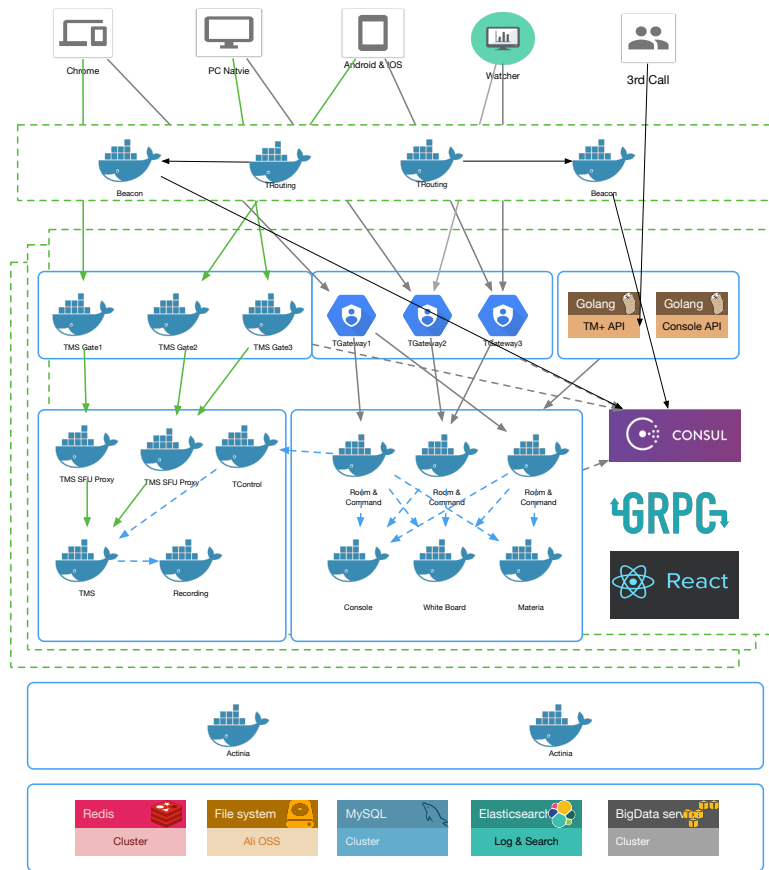 Chrome
PC Natvie
Android & IOS
Watcher
3rd Call
Beacon
TRouting
TRouting
Beacon
TMS Gate1
TMS Gate2
TMS Gate3
TGateway1
TGateway2
TGateway3
Golang
TM+ API
Golang
Console API
TMS SFU Proxy
TMS SFU Proxy
TControl
Room &
Command
Room &
Command
Room &
Command
CONSUL
GRPC
TMS
Recording
Console
White Board
Materia
React
Actinia
Actinia
Redis
Cluster
File system
Ali OSS
MySQL
Cluster
Elasticsearch
Log & Search
BigData
Cluster